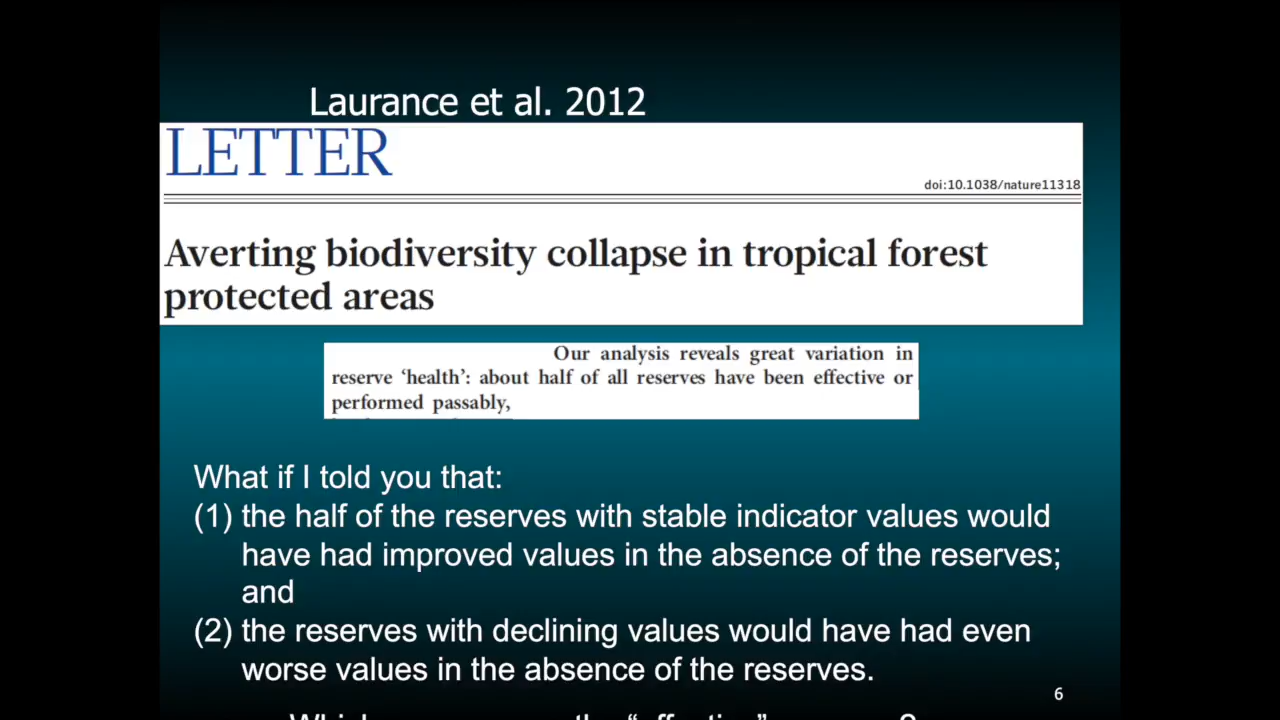 Laurance et al. 2012
LETTER
doi:10.1038/nature11318
Averting biodiversity collapse in tropical forest
protected areas
Our analysis reveals great variation in
reserve ‘health’: about half of all reserves have been effective or
performed passably,
What if I told you that:
(1) the half of the reserves with stable indicator values would
have had improved values in the absence of the reserves;
and
(2) the reserves with declining values would have had even
worse values in the absence of the reserves.
6